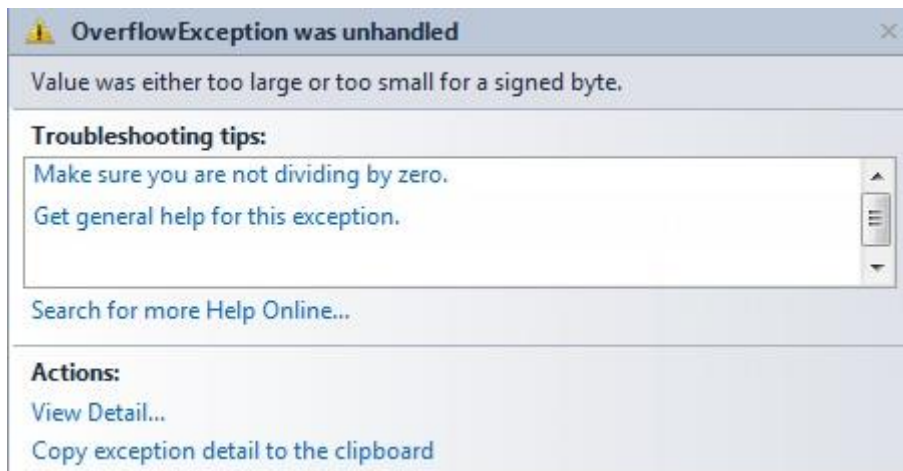 OverflowException was unhandled
Value was either too large or too small for a signed byte.
Troubleshooting tips:
Make sure you are not dividing by zero.
Get general help for this exception.
Search for more Help Online...
Actions:
View Detail...
Copy exception detail to the clipboard